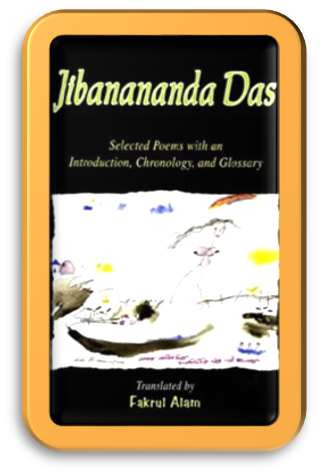 Jibanananda Das
Selected Poems with an
Introduction, Chronology, and Glossary
Translated by
Fakrul Alam